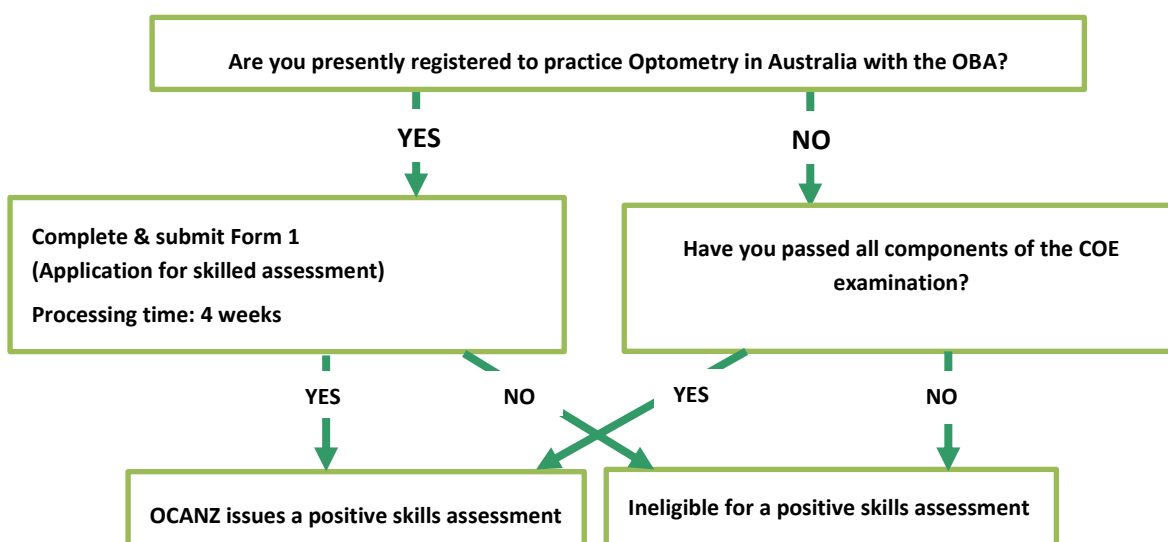 Are you presently registered to practice Optometry in Australia with the OBA?
YES
NO
Complete & submit Form 1
(Application for skilled assessment)
Processing time: 4 weeks
Have you passed all components of the COE
examination?
YES
NO
YES
NO
OCANZ issues a positive skills assessment
Ineligible for a positive skills assessment